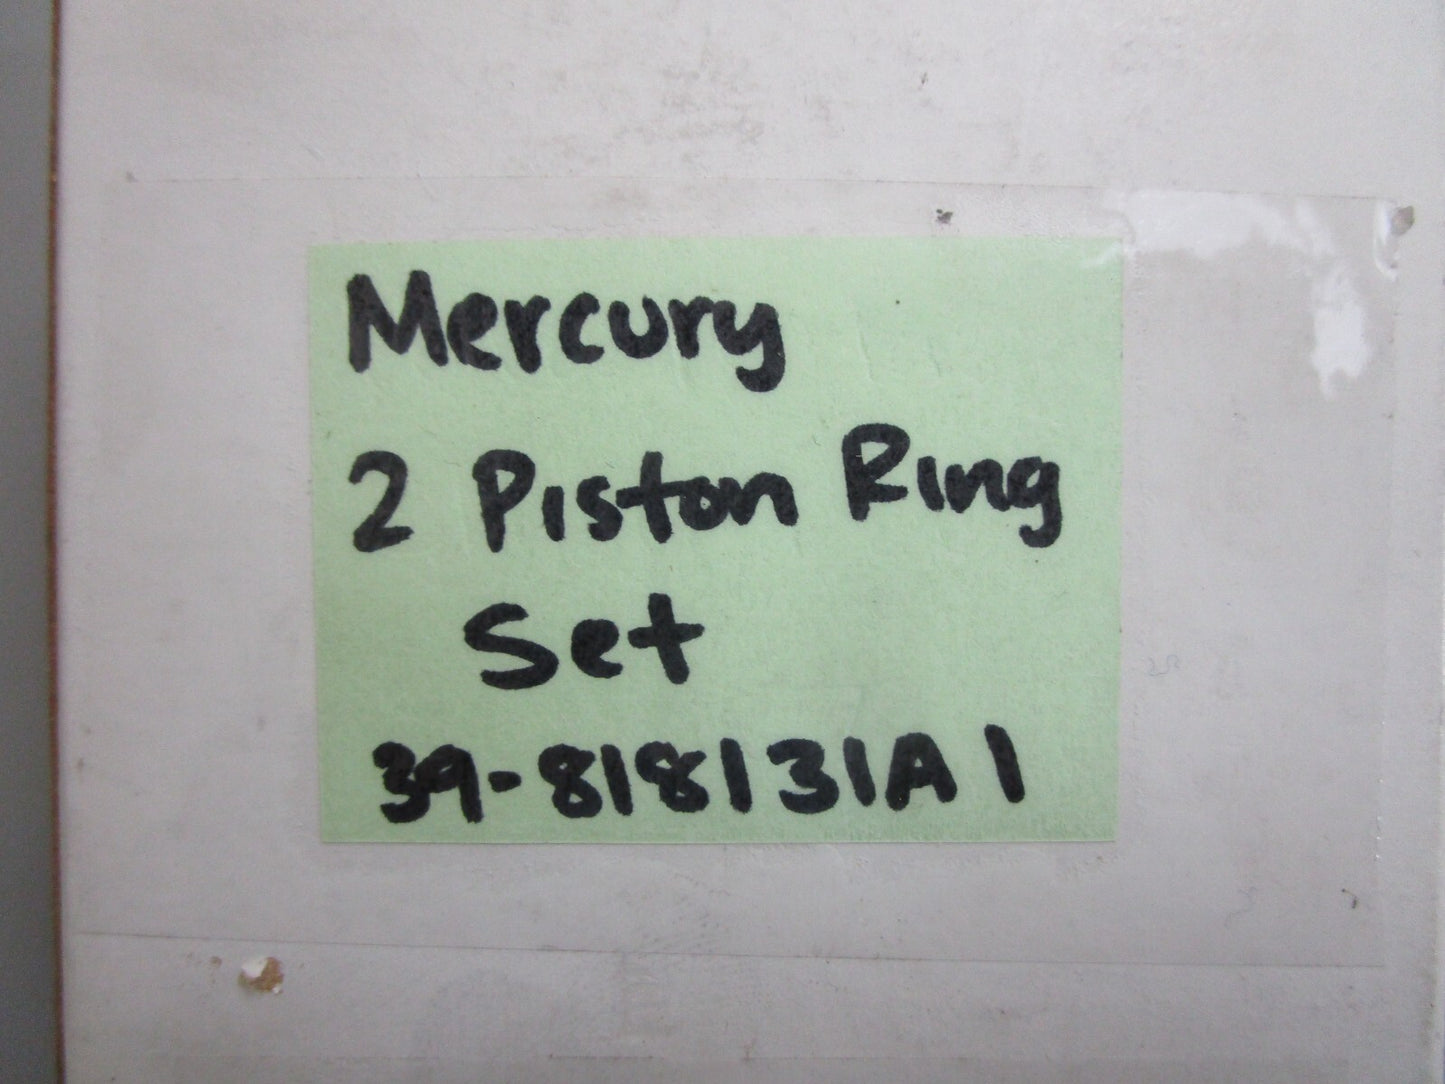 Mercury
2 Piston Ring
Set
39-818131A1